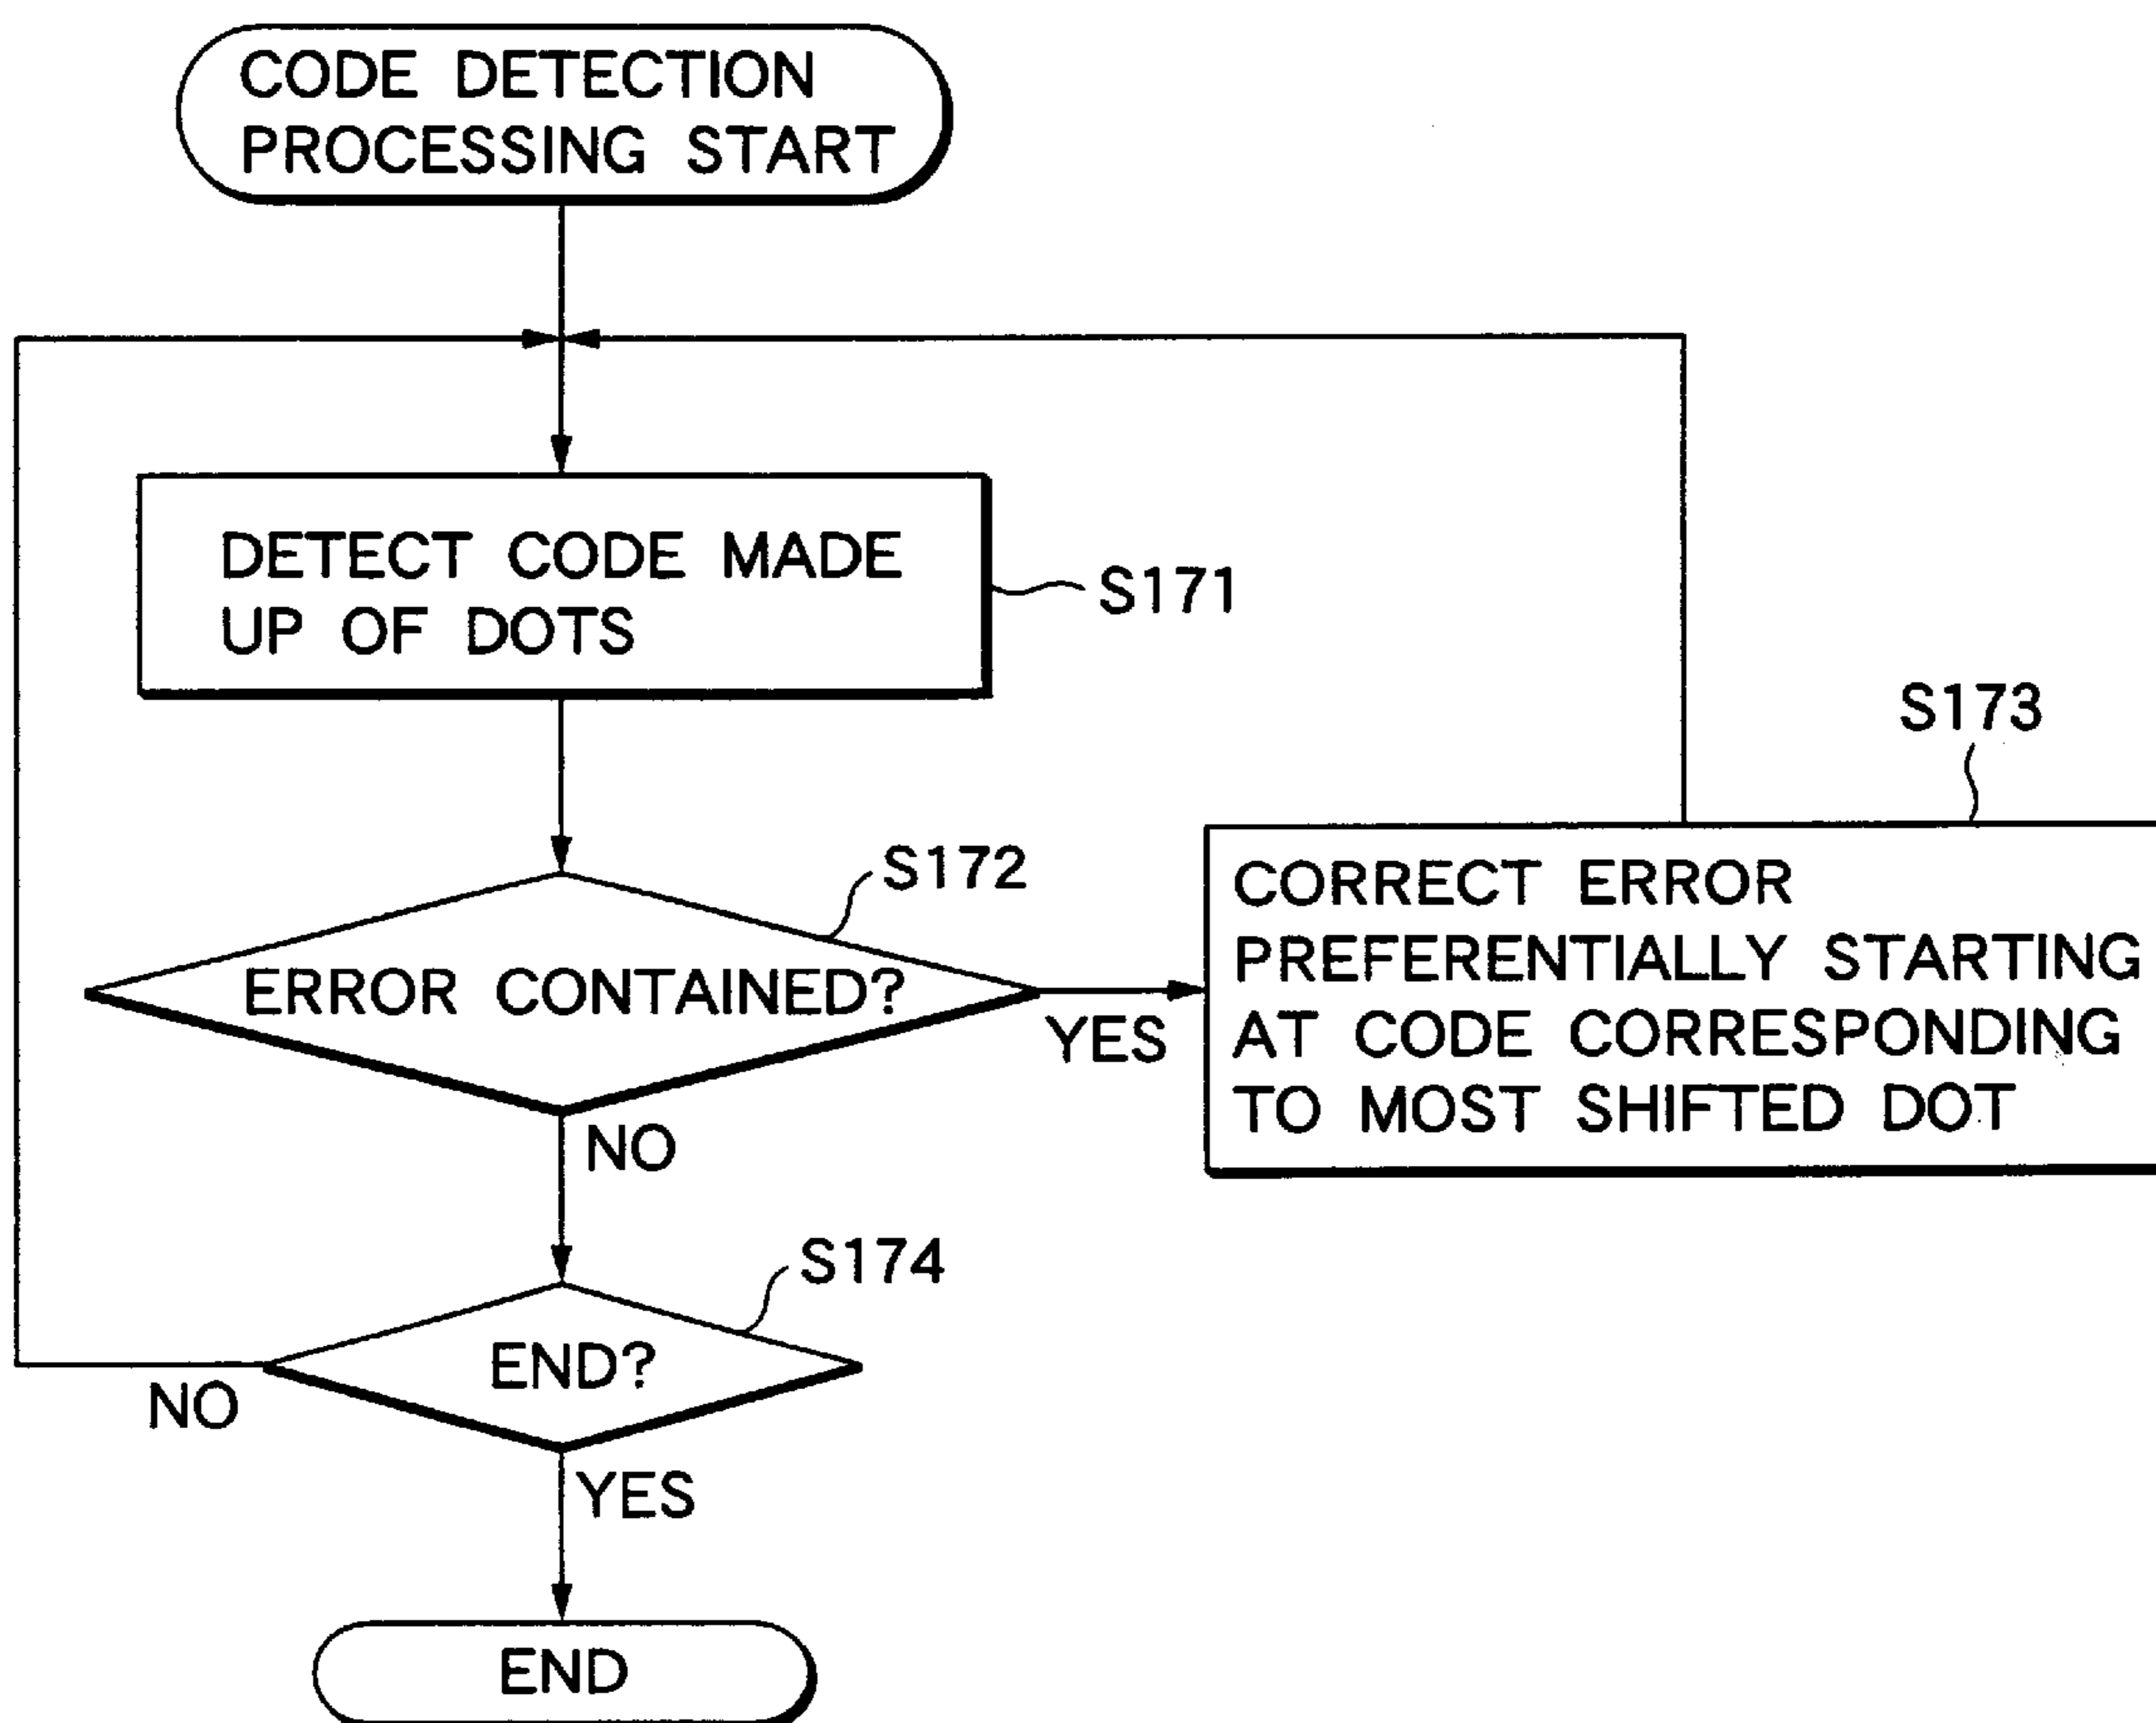 CODE DETECTION
PROCESSING START
DETECT CODE MADE
UP OF DOTS
S171
S173
S172
ERROR CONTAINED?
YES
CORRECT ERROR
PREFERENTIALLY STARTING
AT CODE CORRESPONDING
TO MOST SHIFTED DOT
NO
S174
END?
NO
YES
END